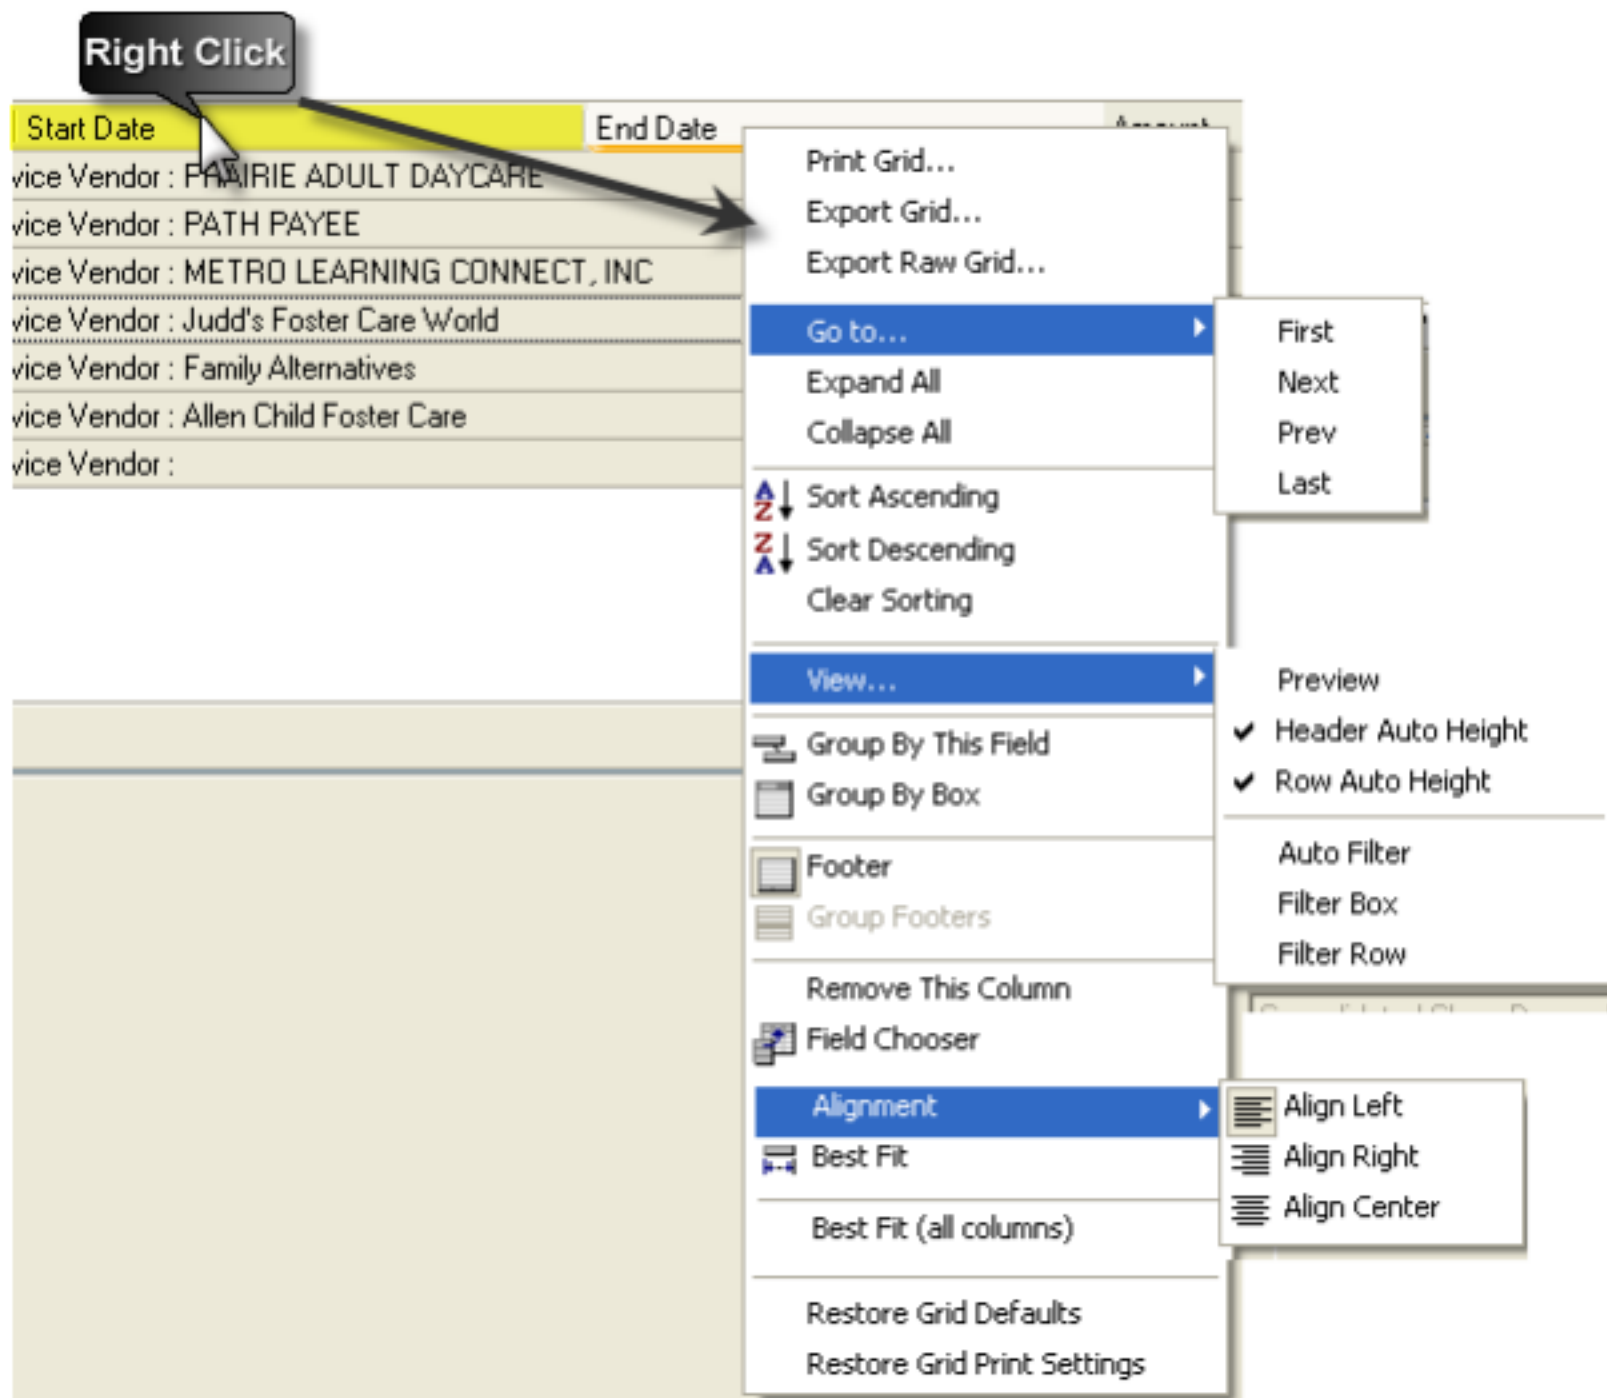 Right Click
Start Date
End Date
Amount
vice Vendor : PRAIRIE ADULT DAYCARE
vice Vendor : PATH PAYEE
vice Vendor : METRO LEARNING CONNECT, INC
vice Vendor : Judd's Foster Care World
vice Vendor : Family Alternatives
vice Vendor : Allen Child Foster Care
vice Vendor :
Print Grid...
Export Grid...
Export Raw Grid...
Go to...
Expand All
Collapse All
Sort Ascending
Sort Descending
Clear Sorting
View...
Group By This Field
Group By Box
Footer
Group Footers
Remove This Column
Field Chooser
Alignment
Best Fit
Best Fit (all columns)
Restore Grid Defaults
Restore Grid Print Settings
First
Next
Prev
Last
Preview
Header Auto Height
Row Auto Height
Auto Filter
Filter Box
Filter Row
Align Left
Align Right
Align Center